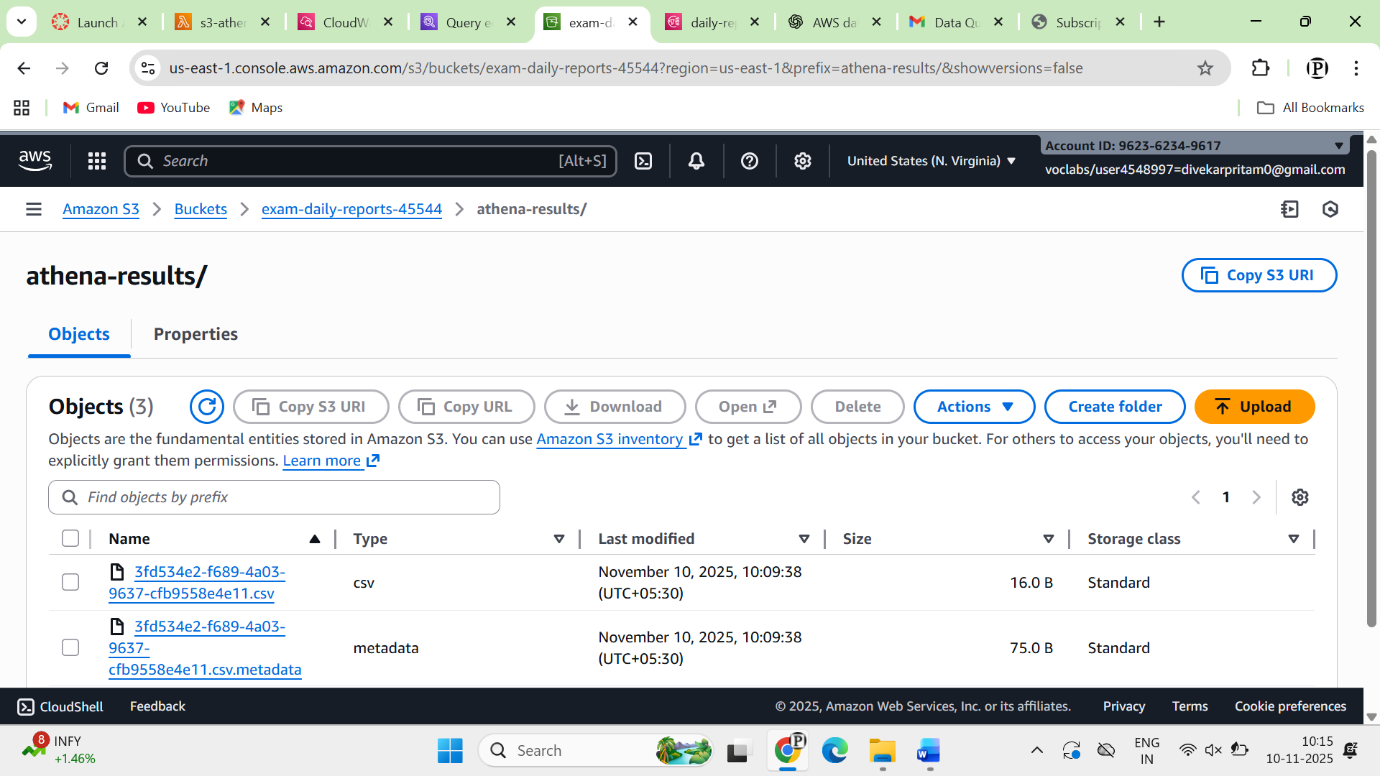 Launch A
s3-ather
CloudW
Query e
exam-da
daily-rep
AWS da
Data Qu
Subscrip
us-east-1.console.aws.amazon.com/s3/buckets/exam-daily-reports-45544?region=us-east-1&prefix=athena-results/&showversions=false
Gmail
YouTube
Maps
All Bookmarks
aws
Search
[Alt+S]
United States (N. Virginia)
Account ID: 9623-6234-9617
voclabs/user4548997=divekarpritam0@gmail.com
Amazon S3
Buckets
exam-daily-reports-45544
athena-results/
athena-results/
Copy S3 URI
Objects
Properties
Objects (3)
Copy S3 URI
Copy URL
Download
Open
Delete
Actions
Create folder
Upload
Objects are the fundamental entities stored in Amazon S3. You can use Amazon S3 inventory to get a list of all objects in your bucket. For others to access your objects, you'll need to
explicitly grant them permissions. Learn more
Find objects by prefix
1
Name
Type
Last modified
Size
Storage class
3fd534e2-f689-4a03-
9637-cfb9558e4e11.csv
csv
November 10, 2025, 10:09:38
(UTC+05:30)
16.0 B
Standard
3fd534e2-f689-4a03-
9637-
cfb9558e4e11.csv.metadata
metadata
November 10, 2025, 10:09:38
(UTC+05:30)
75.0 B
Standard
CloudShell
Feedback
© 2025, Amazon Web Services, Inc. or its affiliates.
Privacy
Terms
Cookie preferences
8
INFY
+1.46%
Search
P
ENG
IN
10:15
10-11-2025